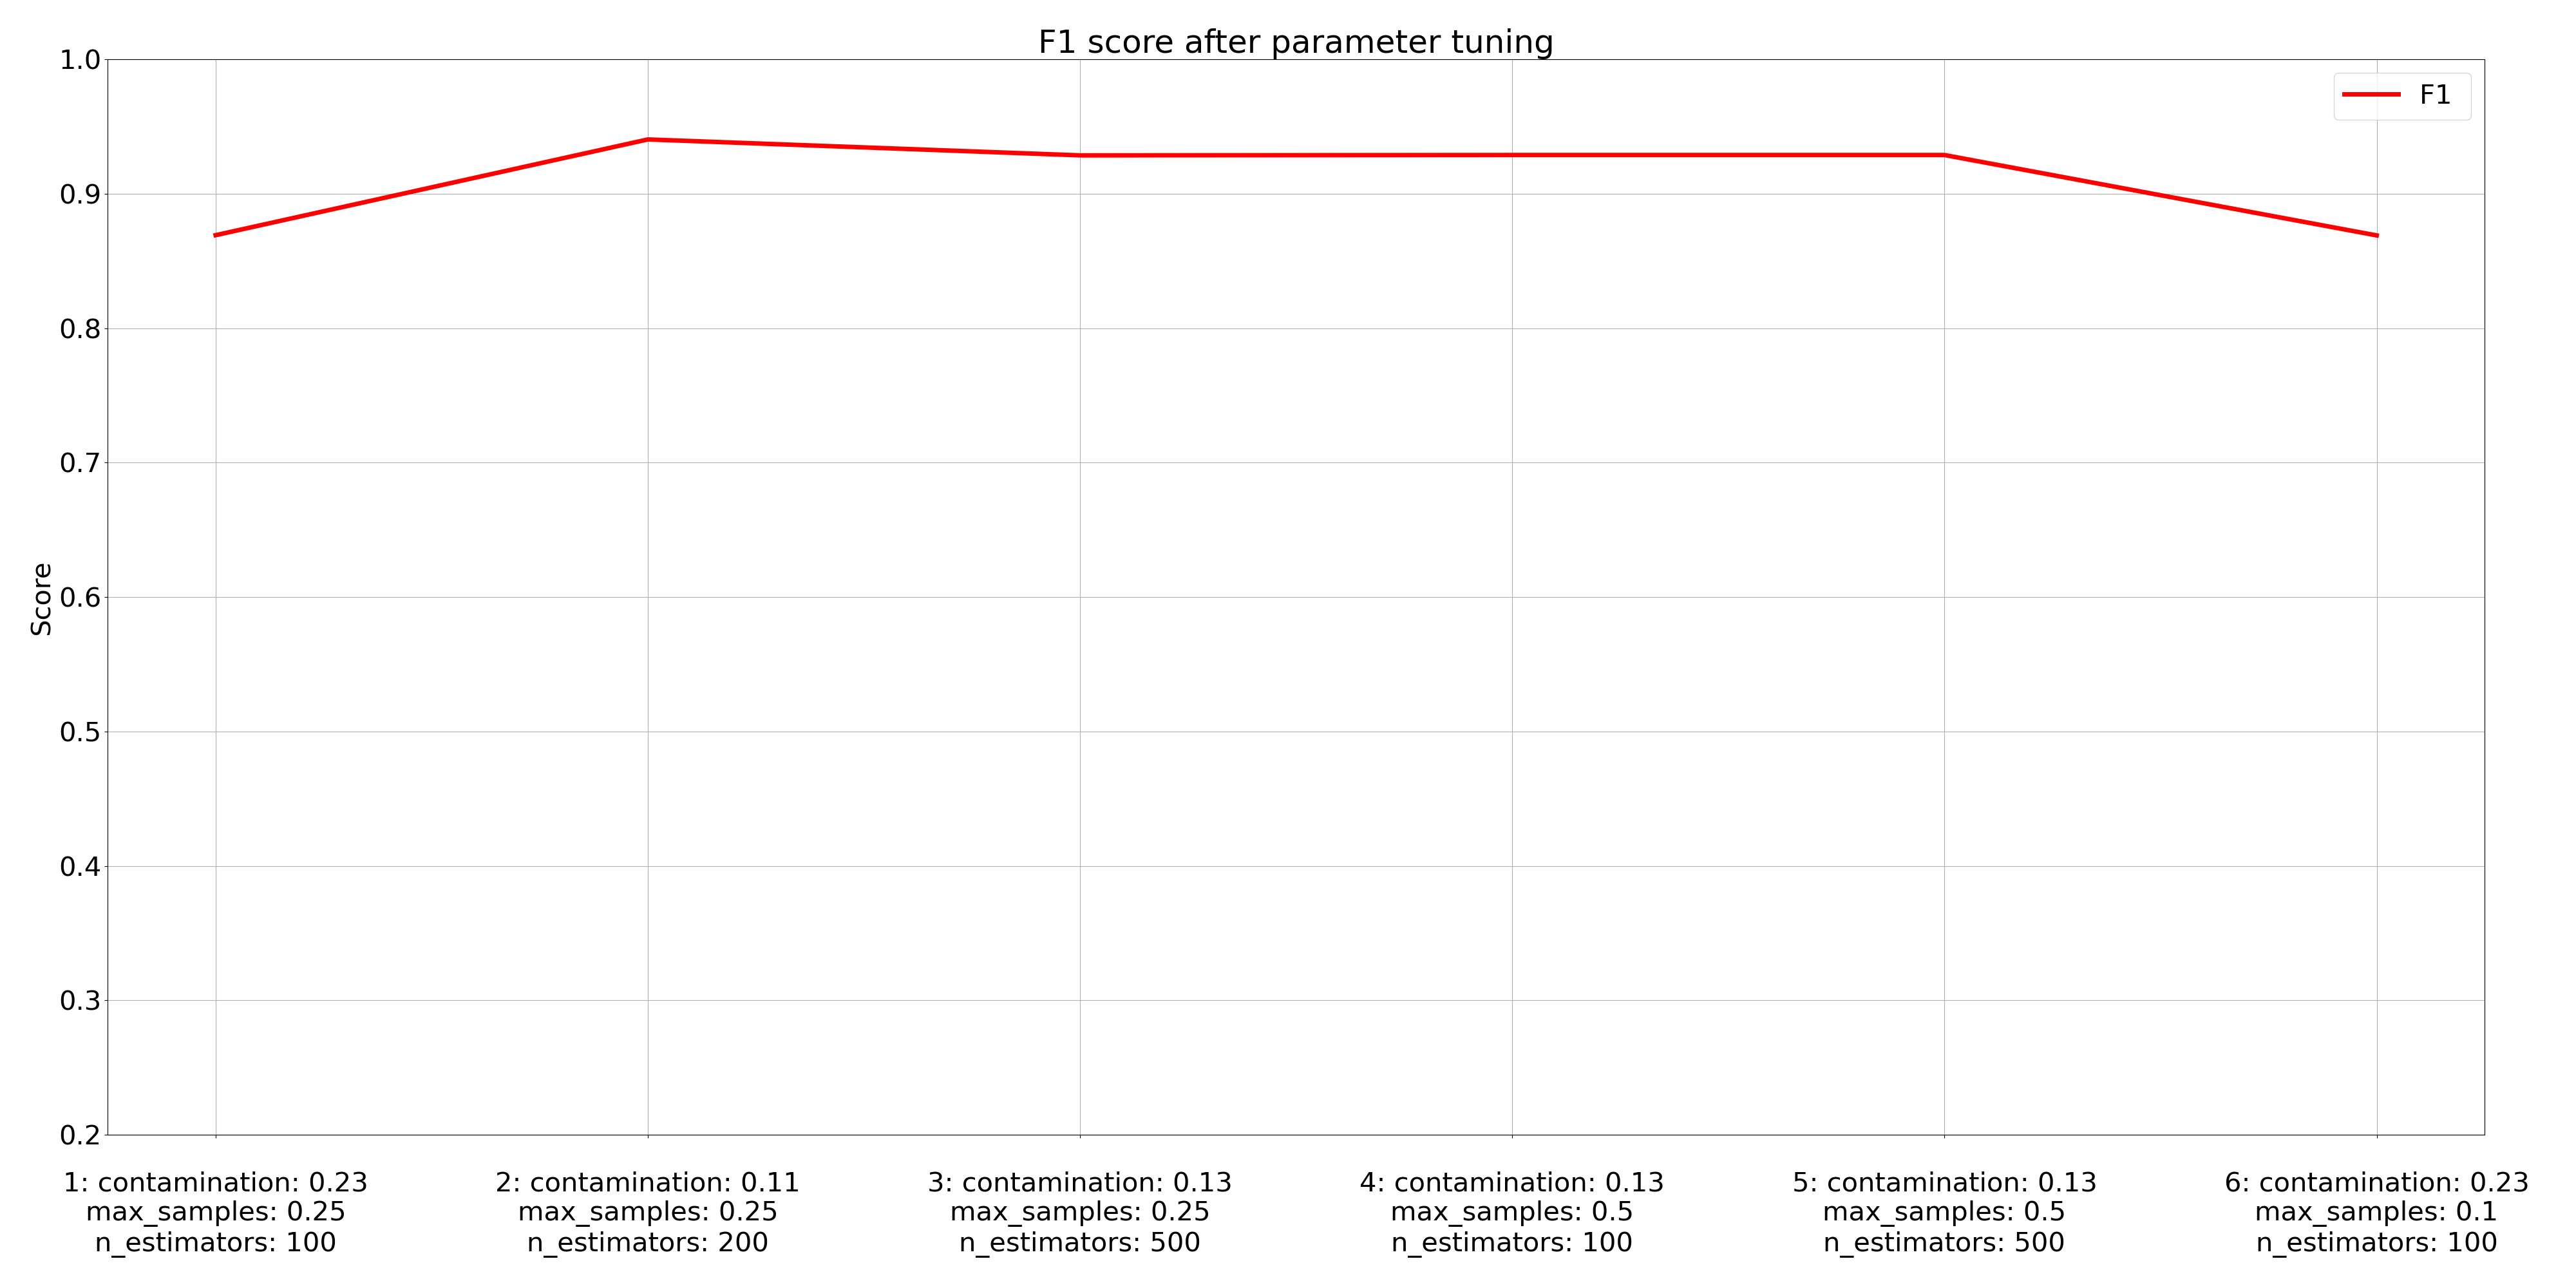 F1 score after parameter tuning
F1
Score
1.0
0.9
0.8
0.7
0.6
0.5
0.4
0.3
0.2
1: contamination: 0.23
max_samples: 0.25
n_estimators: 100
2: contamination: 0.11
max_samples: 0.25
n_estimators: 200
3: contamination: 0.13
max_samples: 0.25
n_estimators: 500
4: contamination: 0.13
max_samples: 0.5
n_estimators: 100
5: contamination: 0.13
max_samples: 0.5
n_estimators: 500
6: contamination: 0.23
max_samples: 0.1
n_estimators: 100